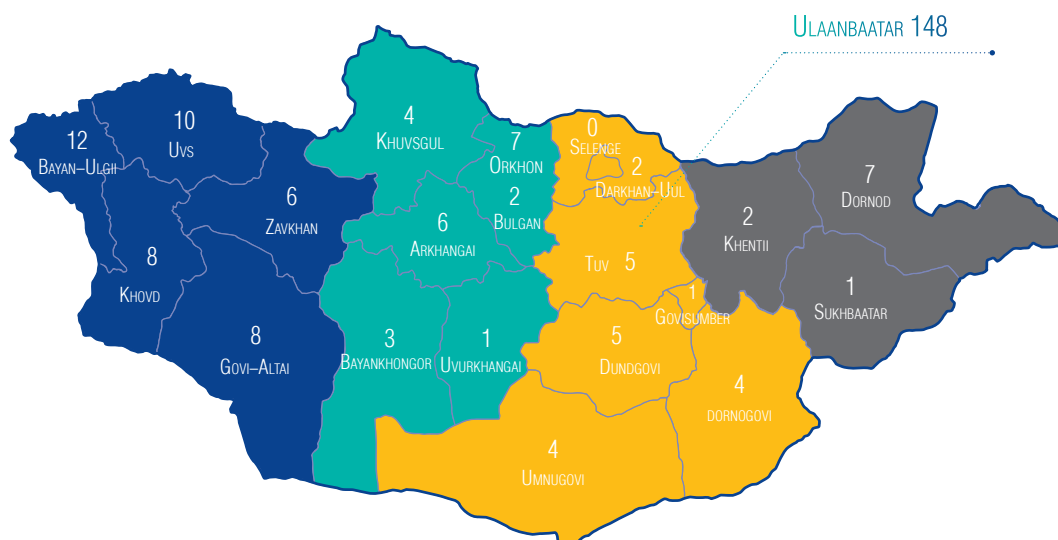 ULAANBAATAR 148
12
BAYAN–ULGII
10
UVS
6
ZAVKHAN
8
KHOVD
8
GOVI–ALTAI
4
KHUVSGUL
7
ORKHON
2
BULGAN
6
ARKHANGAI
3
BAYANKHONGOR
1
UVURKHANGAI
0
SELENGE
2
DARKHAN–UUL
TUV 5
1
GOVISUMBER
5
DUNDGOVI
4
DORNOGOVI
4
UMNUGOVI
2
KHENTII
7
DORNOD
1
SUKHBAATAR